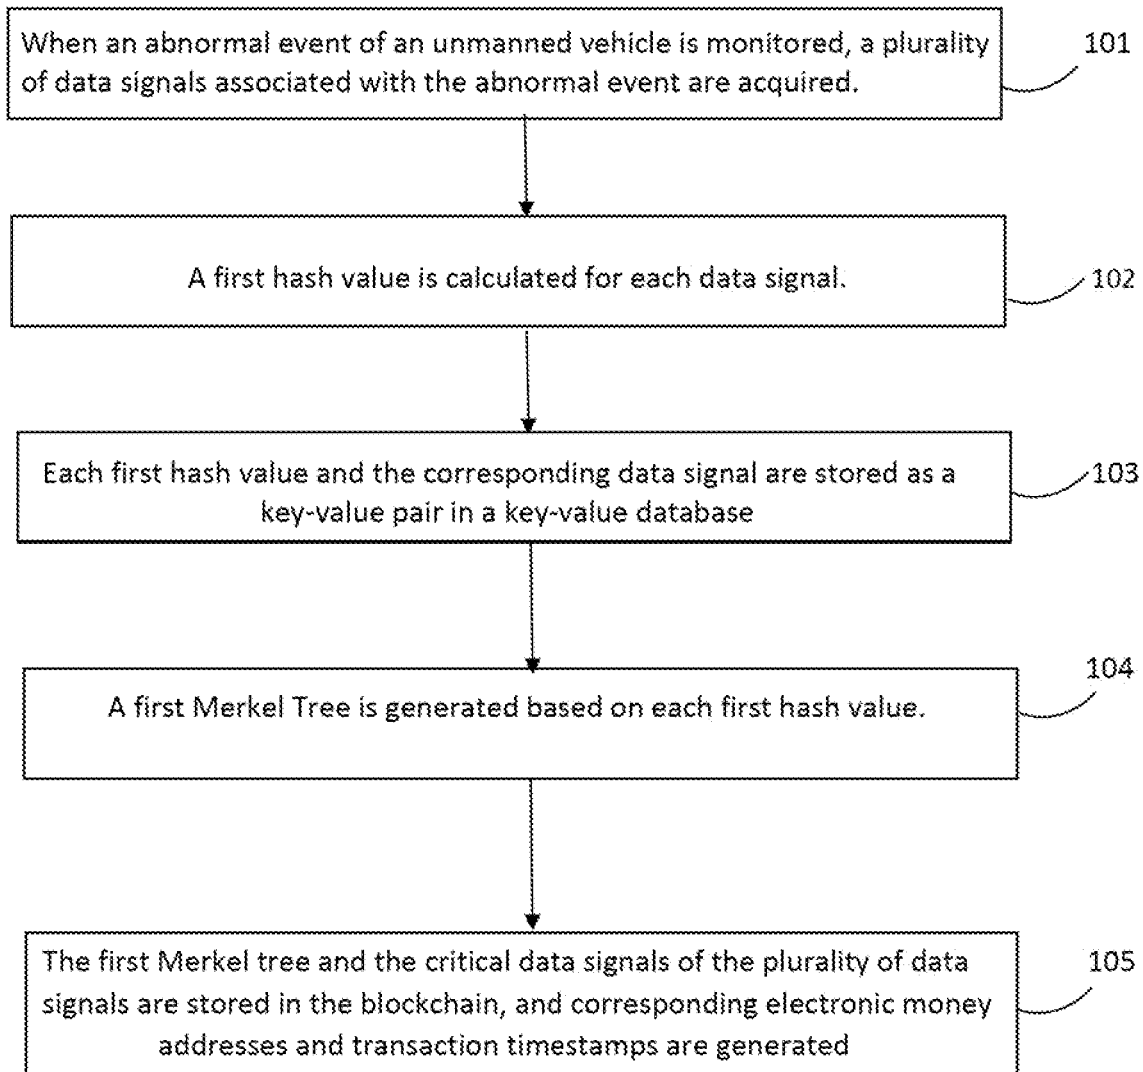 When an abnormal event of an unmanned vehicle is monitored, a plurality
of data signals associated with the abnormal event are acquired.
101
A first hash value is calculated for each data signal.
102
Each first hash value and the corresponding data signal are stored as a
key-value pair in a key-value database
103
A first Merkel Tree is generated based on each first hash value.
104
The first Merkel tree and the critical data signals of the plurality of data
signals are stored in the blockchain, and corresponding electronic money
addresses and transaction timestamps are generated
105